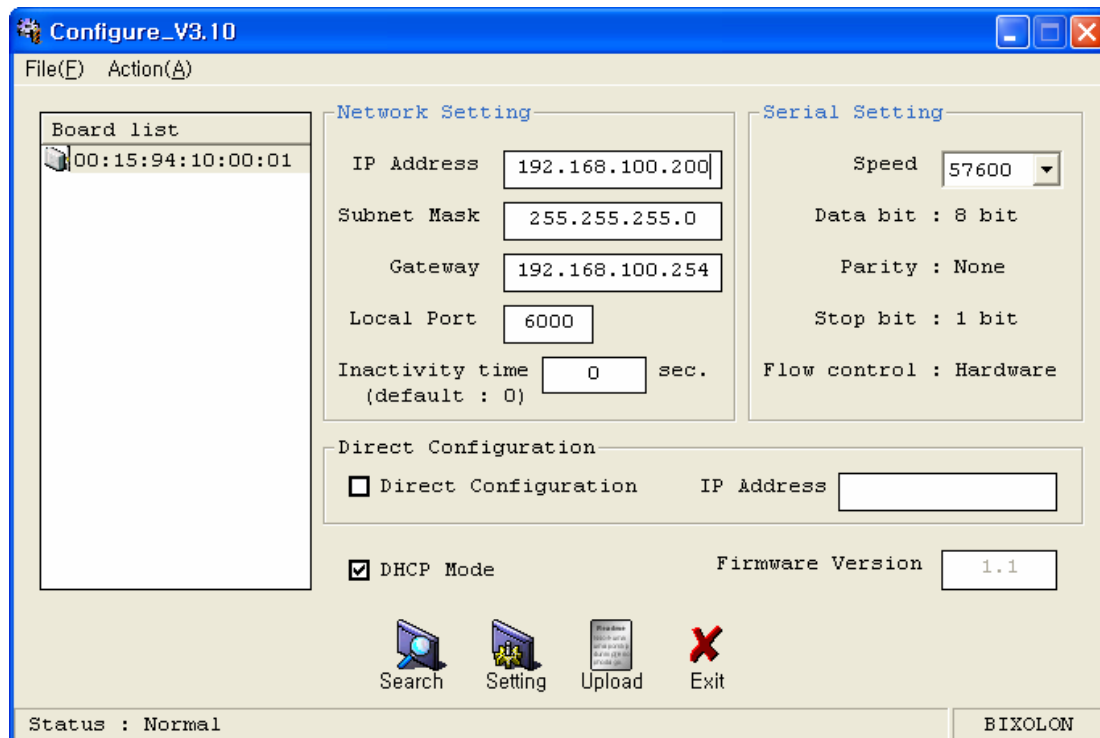 Configure_V3.10
File(F) Action(A)
Board list
00:15:94:10:00:01
Network Setting
IP Address 192.168.100.200
Subnet Mask 255.255.255.0
Gateway 192.168.100.254
Local Port 6000
Inactivity time 0 sec.
(default : 0)
Serial Setting
Speed 57600
Data bit : 8 bit
Parity : None
Stop bit : 1 bit
Flow control : Hardware
Direct Configuration
Direct Configuration IP Address
DHCP Mode Firmware Version 1.1
Readme
Search Setting Upload Exit
Status : Normal BIXOLON